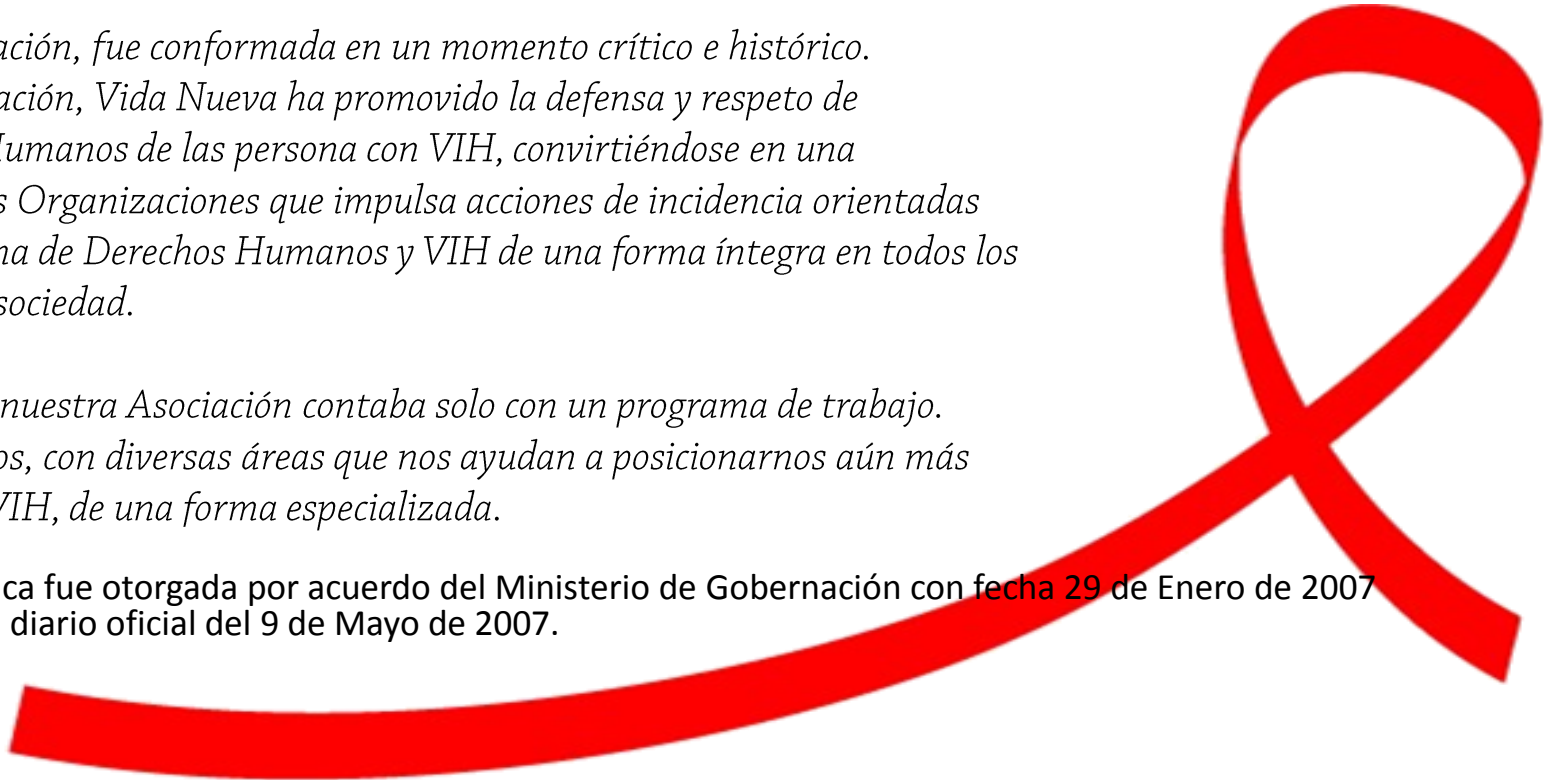 ación, fue conformada en un momento crítico e histórico.
ación, Vida Nueva ha promovido la defensa y respeto de
Humanos de las persona con VIH, convirtiéndose en una
s Organizaciones que impulsa acciones de incidencia orientadas
na de Derechos Humanos y VIH de una forma íntegra en todos los
sociedad.
nuestra Asociación contaba solo con un programa de trabajo.
os, con diversas áreas que nos ayudan a posicionarnos aún más
VIH, de una forma especializada.
ca fue otorgada por acuerdo del Ministerio de Gobernación con fecha 29 de Enero de 2007
diario oficial del 9 de Mayo de 2007.